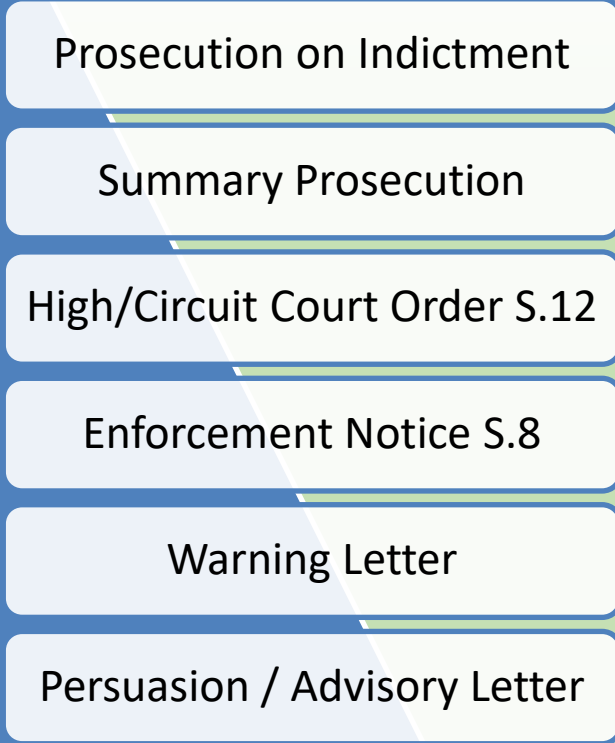 Prosecution on Indictment
Summary Prosecution
High/Circuit Court Order S.12
Enforcement Notice S.8
Warning Letter
Persuasion / Advisory Letter